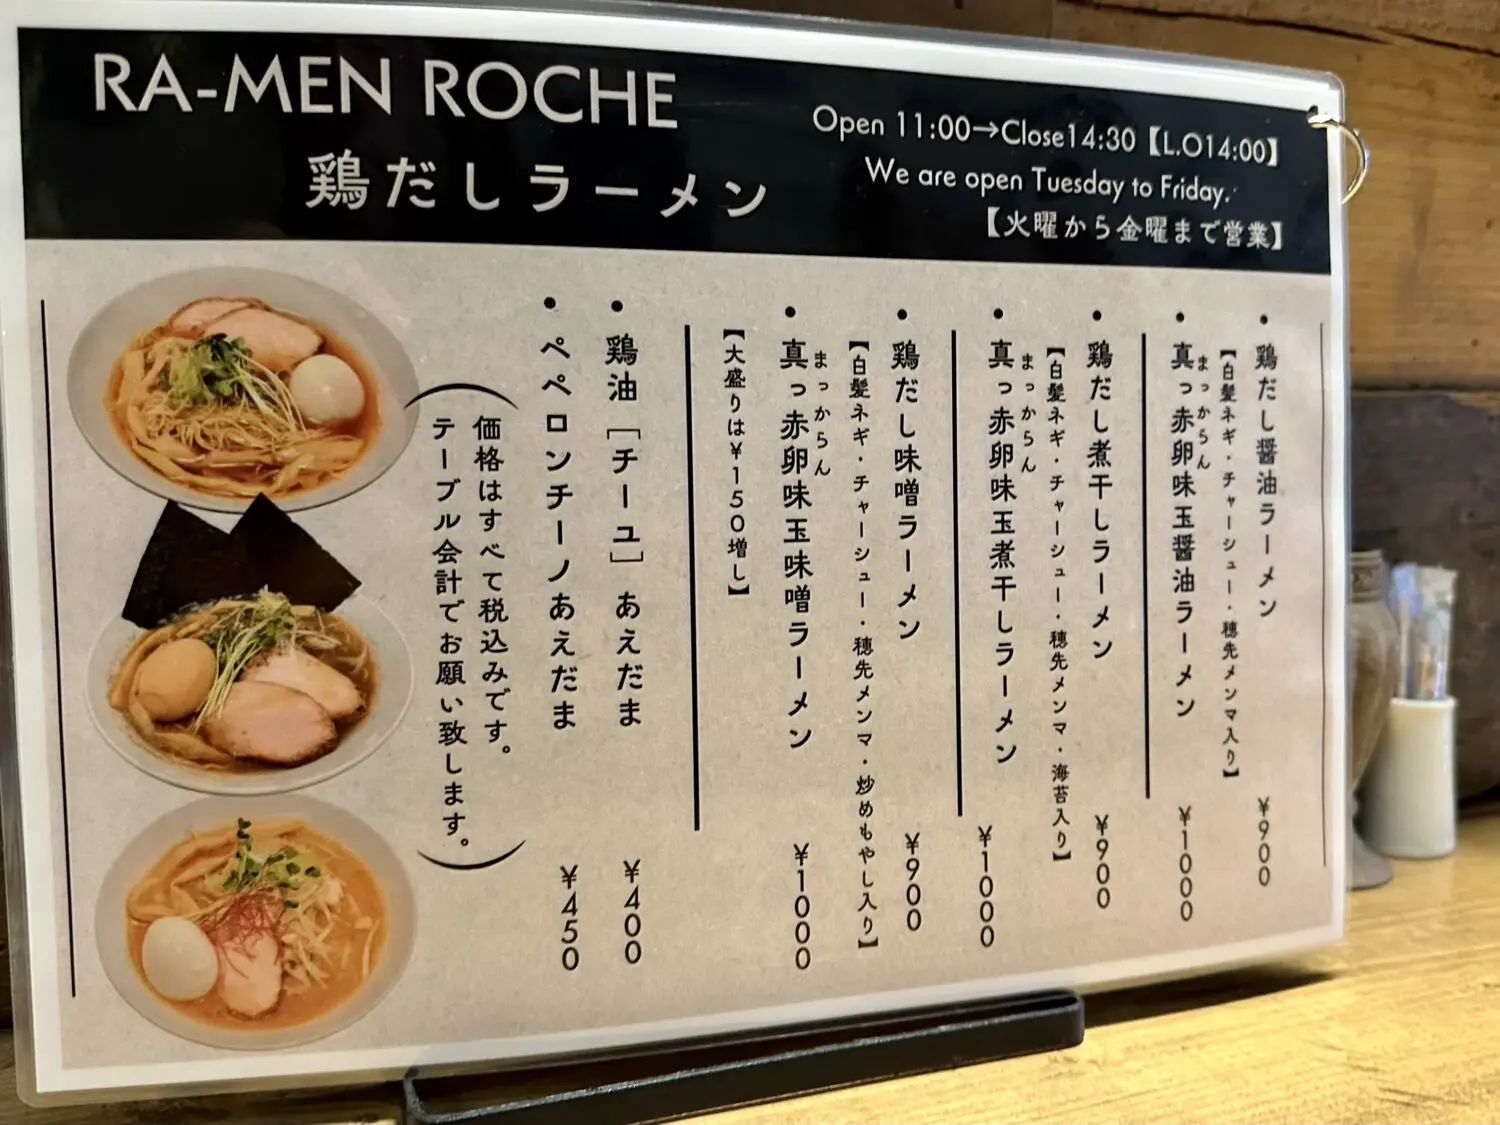 RA-MEN ROCHE
鶏だしラーメン
Open 11:00→Close14:30【L.O14:00】
We are open Tuesday to Friday.
【火曜から金曜まで営業】
・鶏だし醤油ラーメン ¥900
【白髪ネギ・チャーシュー・穂先メンマ入り】
まっからん
・真っ赤卵味玉醤油ラーメン ¥1000
・鶏だし煮干しラーメン ¥900
【白髪ネギ・チャーシュー・穂先メンマ・海苔入り】
まっからん
・真っ赤卵味玉煮干しラーメン ¥1000
・鶏だし味噌ラーメン ¥900
【白髪ネギ・チャーシュー・穂先メンマ・炒めもやし入り】
まっからん
・真っ赤卵味玉味噌ラーメン ¥1000
【大盛りは¥150増し】
・鶏油［チーユ］あえだま ¥400
・ペペロンチーノあえだま ¥450
（価格はすべて税込みです。
テーブル会計でお願い致します。）